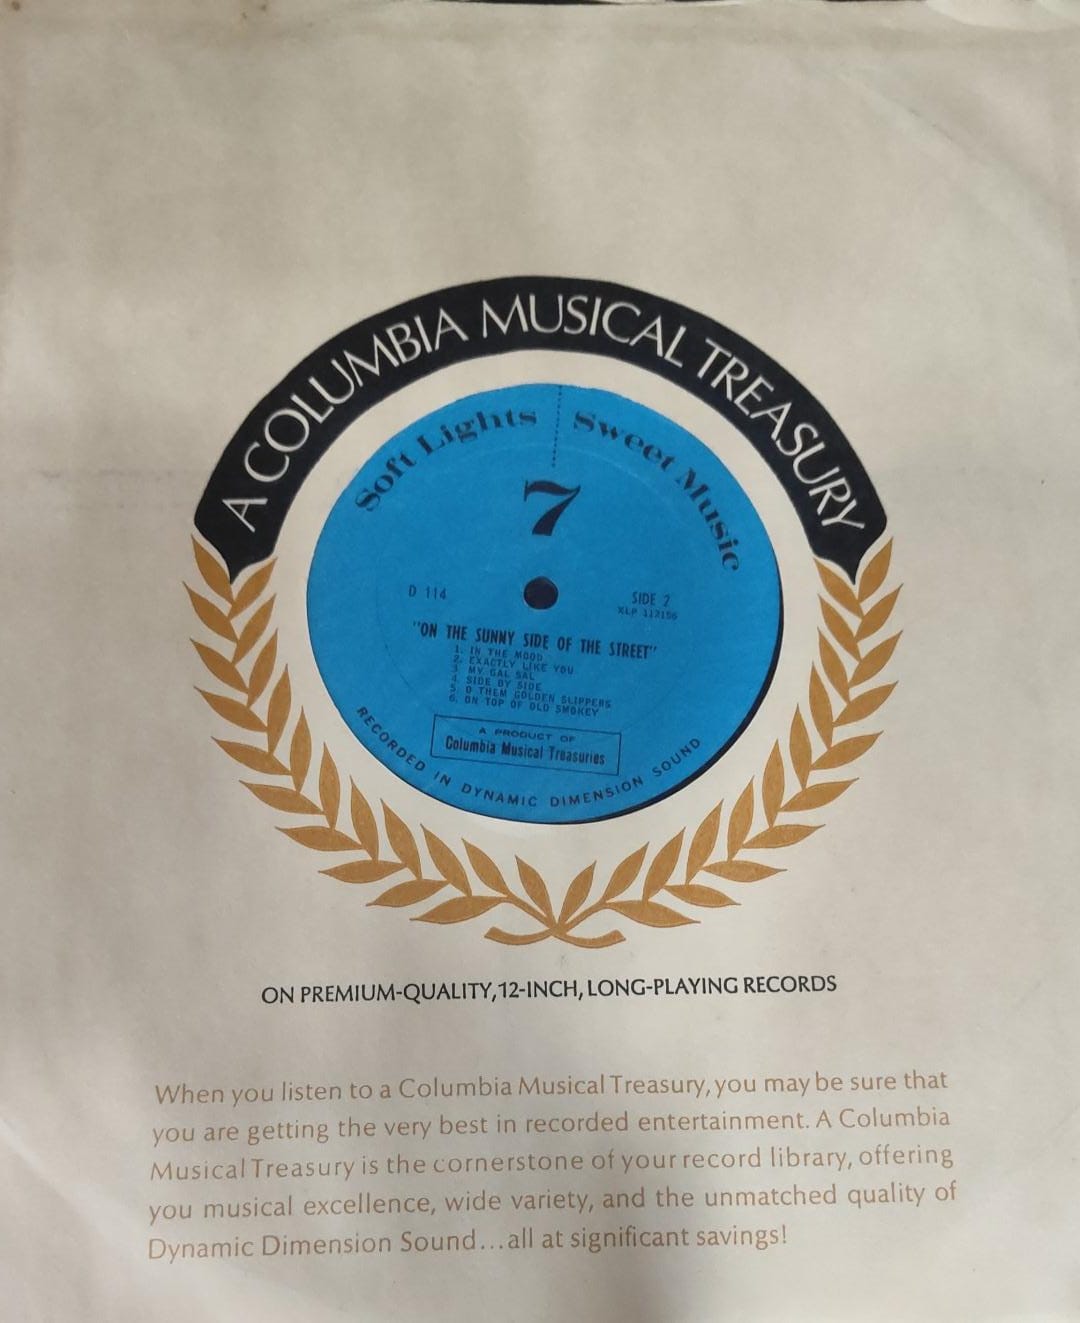 A COLUMBIA MUSICAL TREASURY
Soft Lights Sweet Music
7
D 114
SIDE 2
XLP 112156
"ON THE SUNNY SIDE OF THE STREET"
1. IN THE MOOD
2. EXACTLY LIKE YOU
3. MY GAL SAL
4. SIDE BY SIDE
5. O THEM GOLDEN SLIPPERS
6. ON TOP OF OLD SMOKEY
A PRODUCT OF
Columbia Musical Treasuries
RECORDED IN DYNAMIC DIMENSION SOUND
ON PREMIUM-QUALITY, 12-INCH, LONG-PLAYING RECORDS
When you listen to a Columbia Musical Treasury, you may be sure that
you are getting the very best in recorded entertainment. A Columbia
Musical Treasury is the cornerstone of your record library, offering
you musical excellence, wide variety, and the unmatched quality of
Dynamic Dimension Sound...all at significant savings!